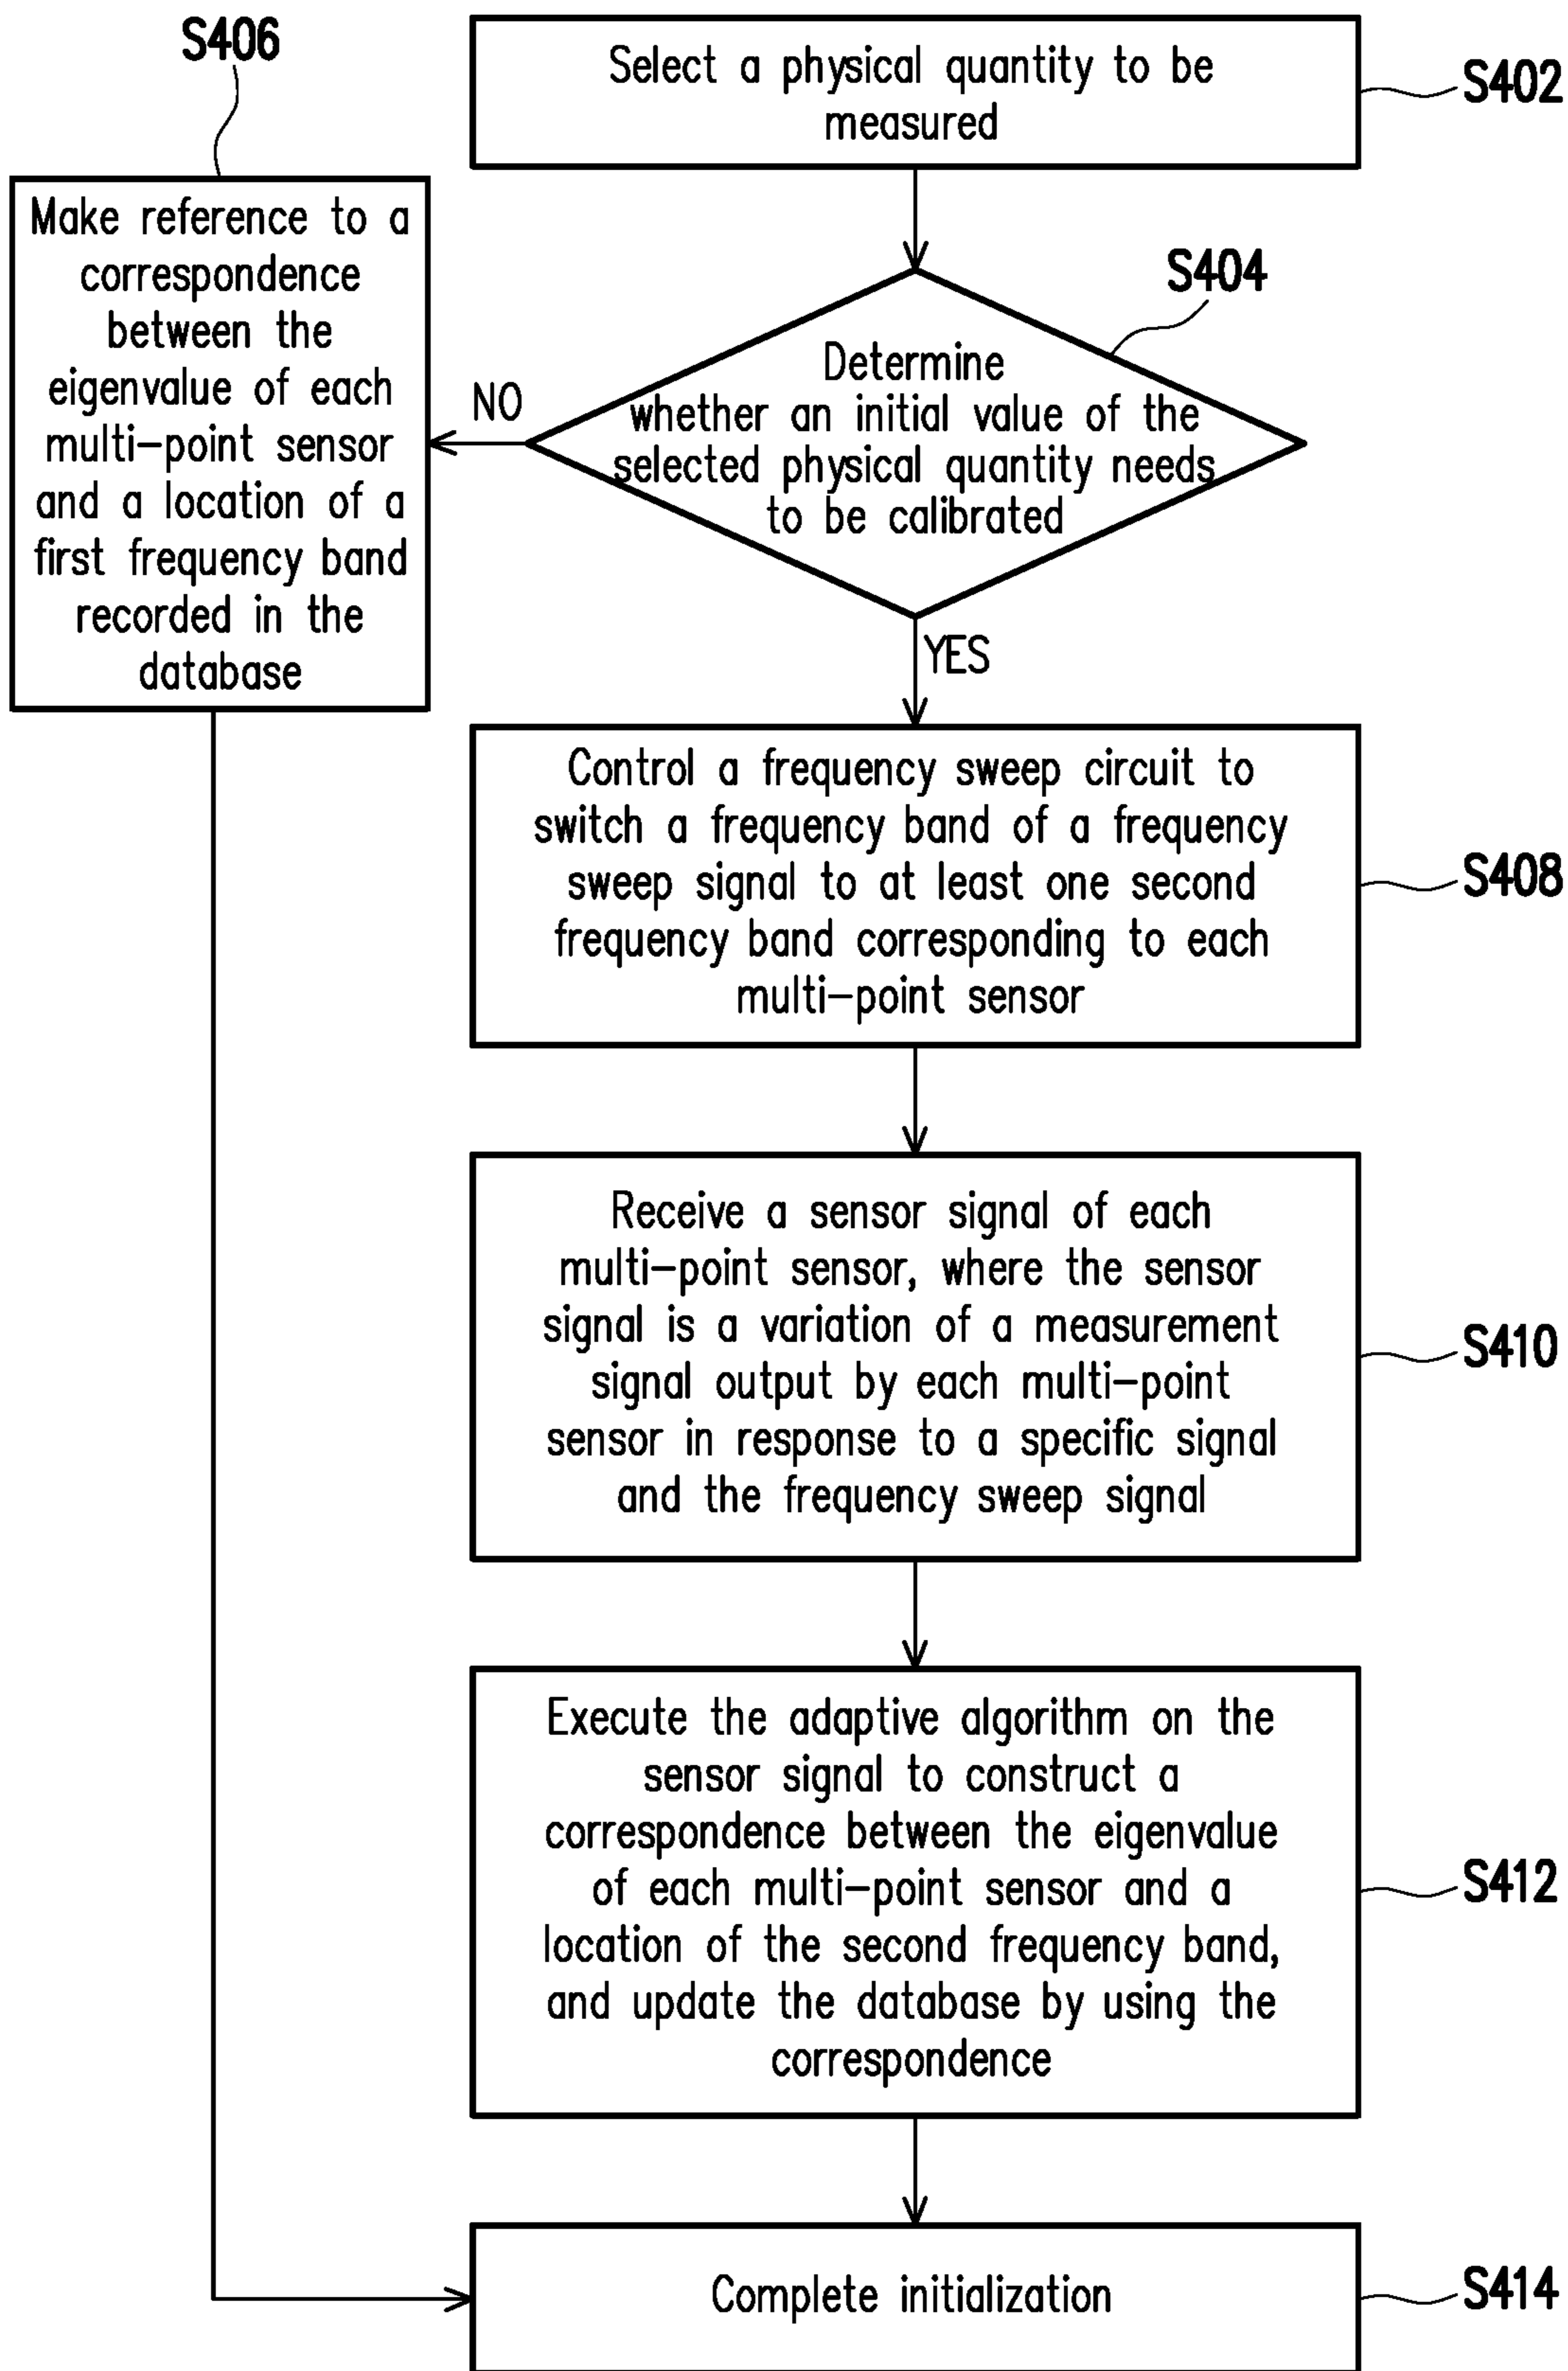 S402
Select a physical quantity to be
measured
S404
Determine
whether an initial value of the
selected physical quantity needs
to be calibrated
NO
S406
Make reference to a
correspondence
between the
eigenvalue of each
multi-point sensor
and a location of a
first frequency band
recorded in the
database
YES
Control a frequency sweep circuit to
switch a frequency band of a frequency
sweep signal to at least one second
frequency band corresponding to each
multi-point sensor
S408
Receive a sensor signal of each
multi-point sensor, where the sensor
signal is a variation of a measurement
signal output by each multi-point
sensor in response to a specific signal
and the frequency sweep signal
S410
Execute the adaptive algorithm on the
sensor signal to construct a
correspondence between the eigenvalue
of each multi-point sensor and a
location of the second frequency band,
and update the database by using the
correspondence
S412
Complete initialization
S414